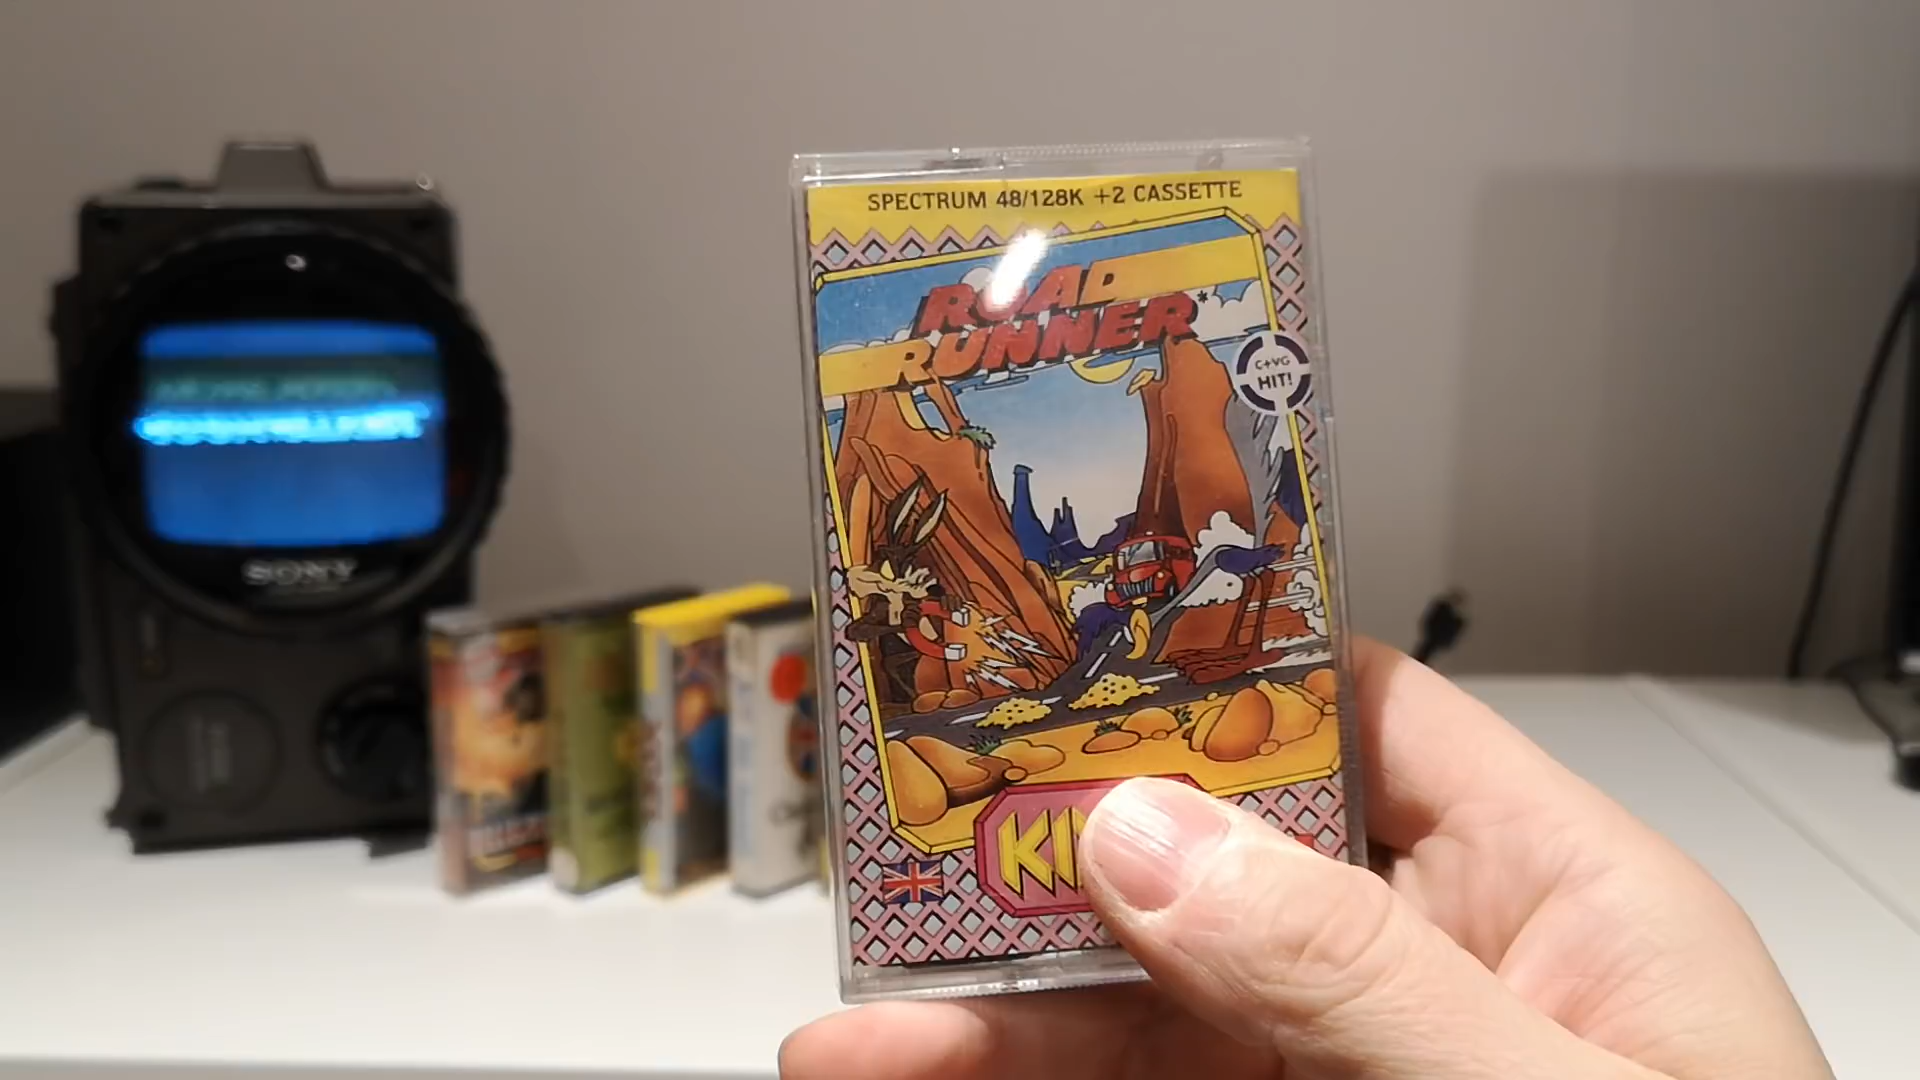 SPECTRUM 48/128K +2 CASSETTE
ROAD
RUNNER*
C+VG
HIT!
SONY